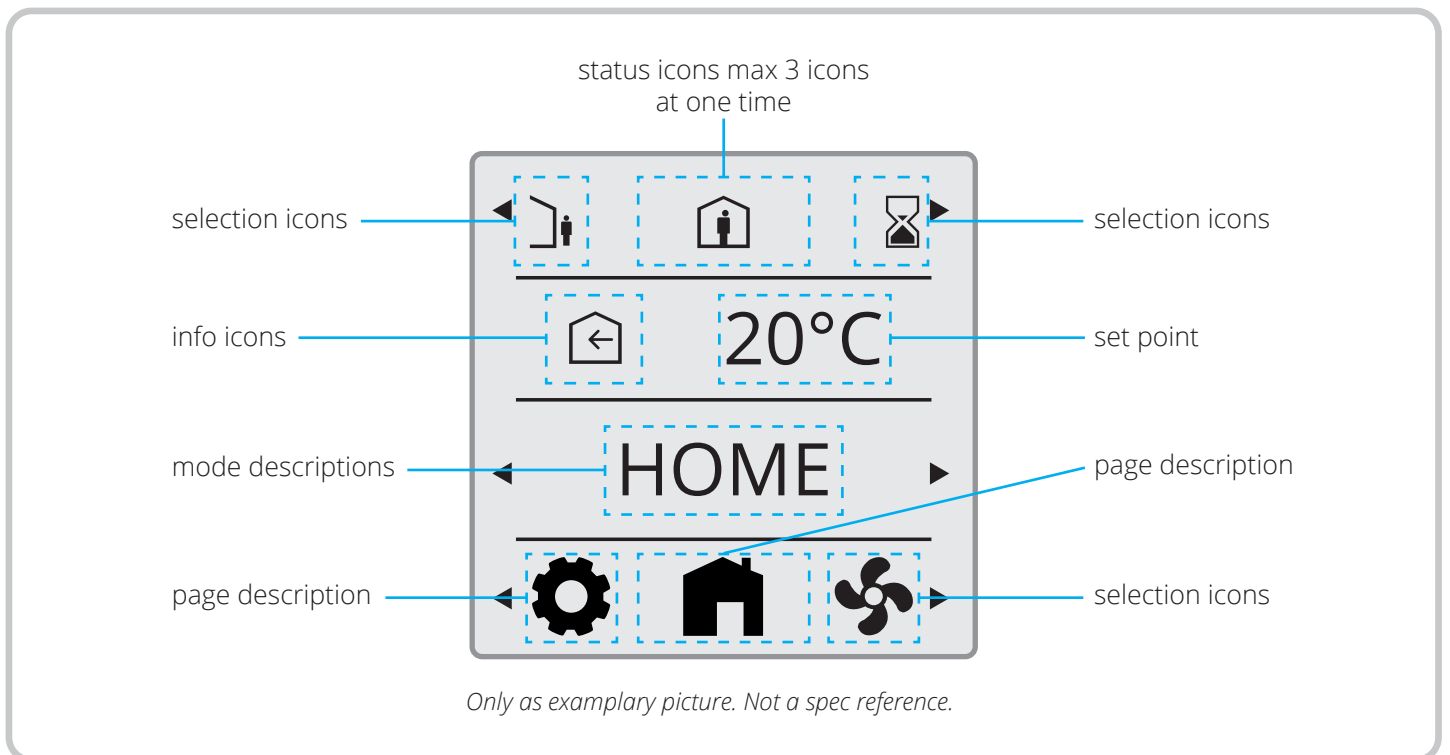 status icons max 3 icons
at one time
selection icons
selection icons
info icons
20°C
set point
mode descriptions
HOME
page description
page description
selection icons
Only as examplary picture. Not a spec reference.